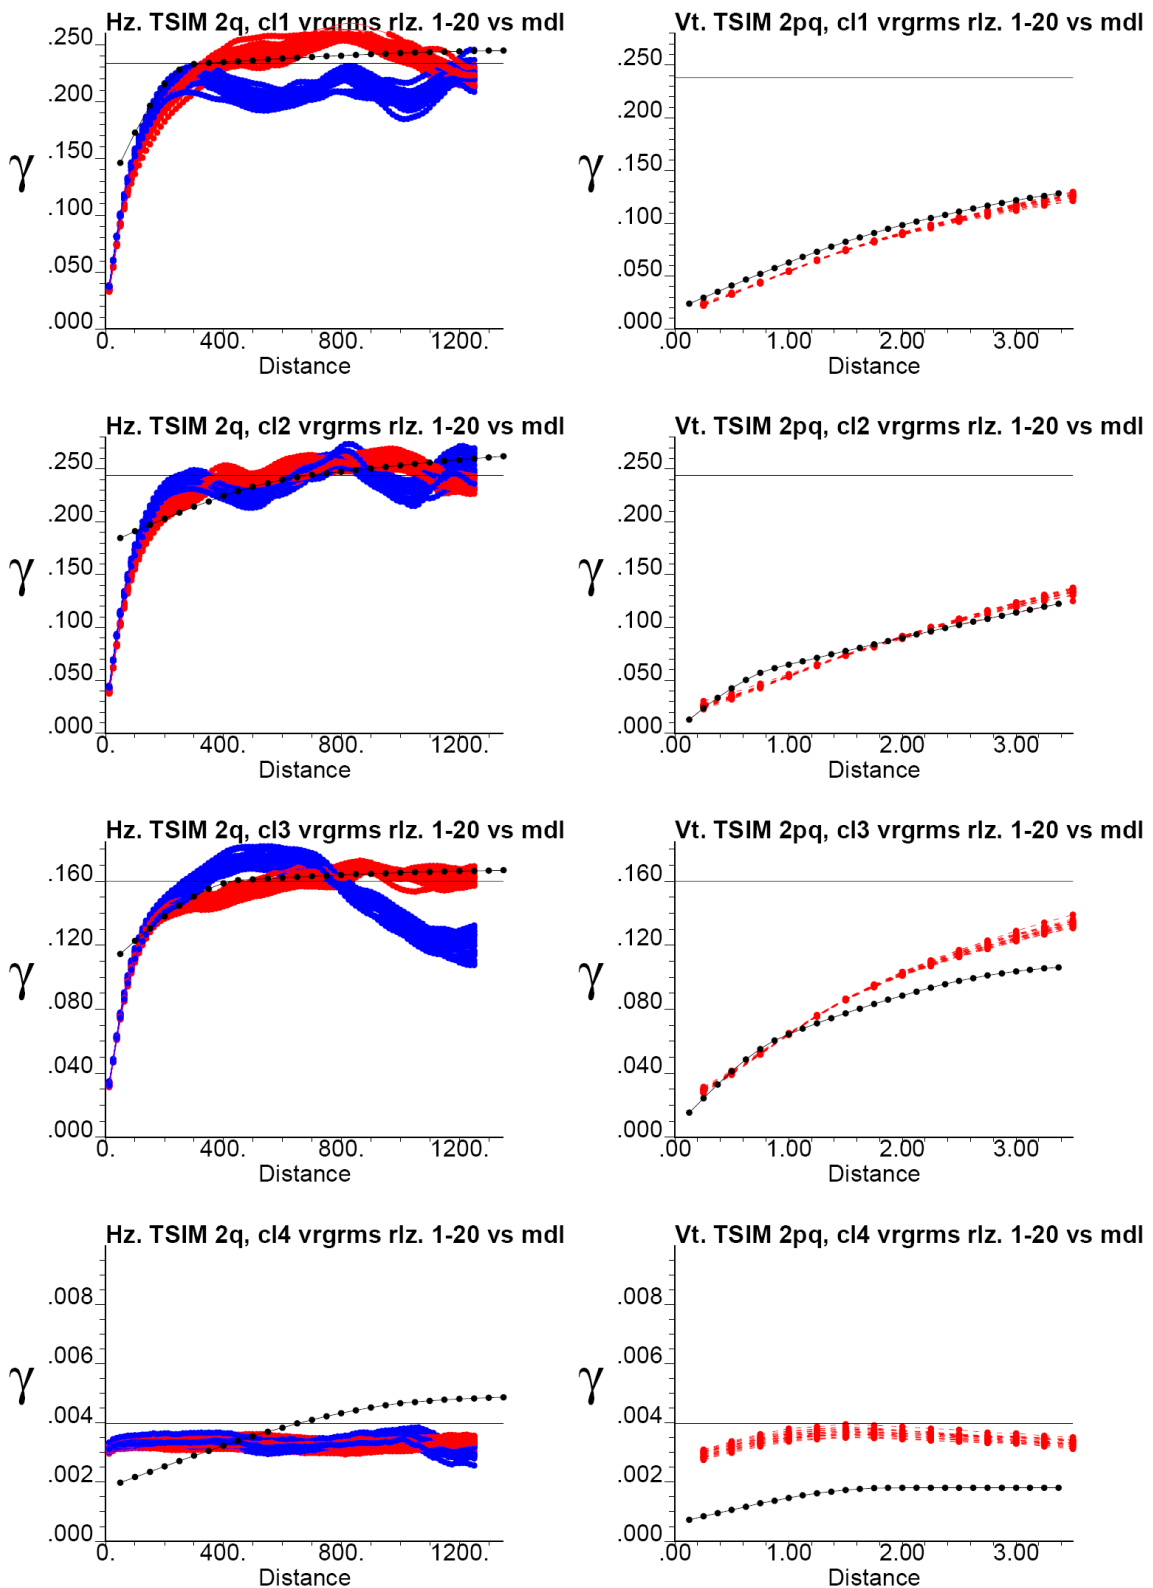 Hz. TSIM 2q, cl1 vrgrms rlz. 1-20 vs mdl
γ
.250
.200
.150
.100
.050
.000
0. 400. 800. 1200.
Distance
Vt. TSIM 2pq, cl1 vrgrms rlz. 1-20 vs mdl
γ
.250
.200
.150
.100
.050
.000
.00 1.00 2.00 3.00
Distance
Hz. TSIM 2q, cl2 vrgrms rlz. 1-20 vs mdl
γ
.250
.200
.150
.100
.050
.000
0. 400. 800. 1200.
Distance
Vt. TSIM 2pq, cl2 vrgrms rlz. 1-20 vs mdl
γ
.250
.200
.150
.100
.050
.000
.00 1.00 2.00 3.00
Distance
Hz. TSIM 2q, cl3 vrgrms rlz. 1-20 vs mdl
γ
.160
.120
.080
.040
.000
0. 400. 800. 1200.
Distance
Vt. TSIM 2pq, cl3 vrgrms rlz. 1-20 vs mdl
γ
.160
.120
.080
.040
.000
.00 1.00 2.00 3.00
Distance
Hz. TSIM 2q, cl4 vrgrms rlz. 1-20 vs mdl
γ
.008
.006
.004
.002
.000
0. 400. 800. 1200.
Distance
Vt. TSIM 2pq, cl4 vrgrms rlz. 1-20 vs mdl
γ
.008
.006
.004
.002
.000
.00 1.00 2.00 3.00
Distance